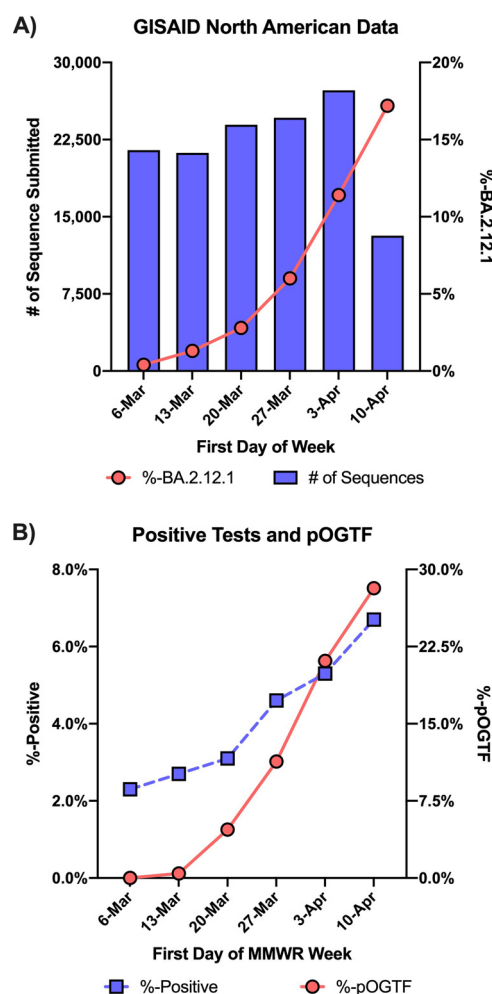 A)
GISAID North American Data
30,000
22,500
15,000
7,500
0
# of Sequence Submitted
20%
15%
10%
5%
0%
%-BA.2.12.1
6-Mar
13-Mar
20-Mar
27-Mar
3-Apr
10-Apr
First Day of Week
%-BA.2.12.1
# of Sequences
B)
Positive Tests and pOGTF
8.0%
6.0%
4.0%
2.0%
0.0%
%-Positive
30.0%
22.5%
15.0%
7.5%
0.0%
%-pOGTF
6-Mar
13-Mar
20-Mar
27-Mar
3-Apr
10-Apr
First Day of MMWR Week
%-Positive
%-pOGTF